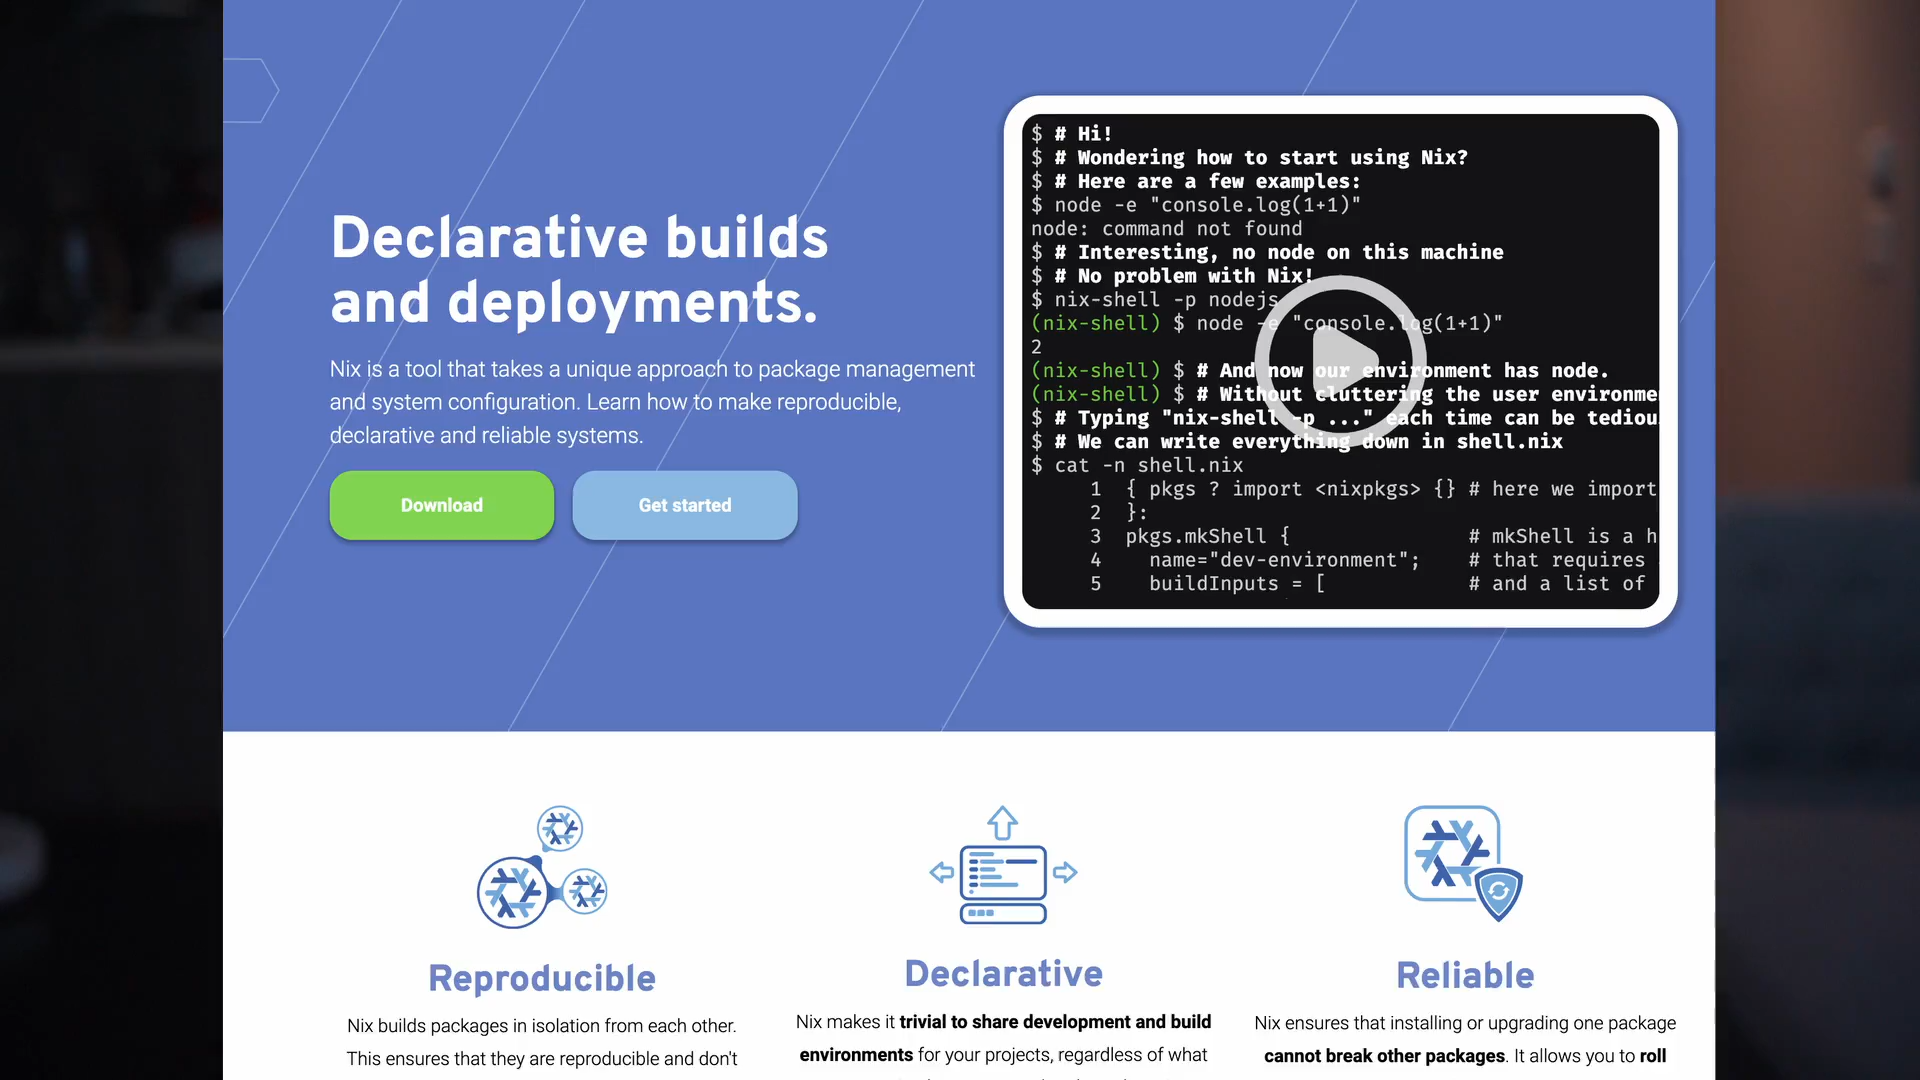 Declarative builds
and deployments.
Nix is a tool that takes a unique approach to package management
and system configuration. Learn how to make reproducible,
declarative and reliable systems.
Download
Get started
$ # Hi!
$ # Wondering how to start using Nix?
$ # Here are a few examples:
$ node -e "console.log(1+1)"
node: command not found
$ # Interesting, no node on this machine
$ # No problem with Nix!
$ nix-shell -p nodejs
(nix-shell) $ node -e "console.log(1+1)"
2
(nix-shell) $ # And now our environment has node.
(nix-shell) $ # Without cluttering the user environme
$ # Typing "nix-shell -p ..." each time can be tediou
$ # We can write everything down in shell.nix
$ cat -n shell.nix
1 { pkgs ? import <nixpkgs> {} # here we import
2 }:
3 pkgs.mkShell { # mkShell is a h
4 name="dev-environment"; # that requires
5 buildInputs = [ # and a list of
Reproducible
Nix builds packages in isolation from each other.
This ensures that they are reproducible and don't
Declarative
Nix makes it trivial to share development and build
environments for your projects, regardless of what
Reliable
Nix ensures that installing or upgrading one package
cannot break other packages. It allows you to roll